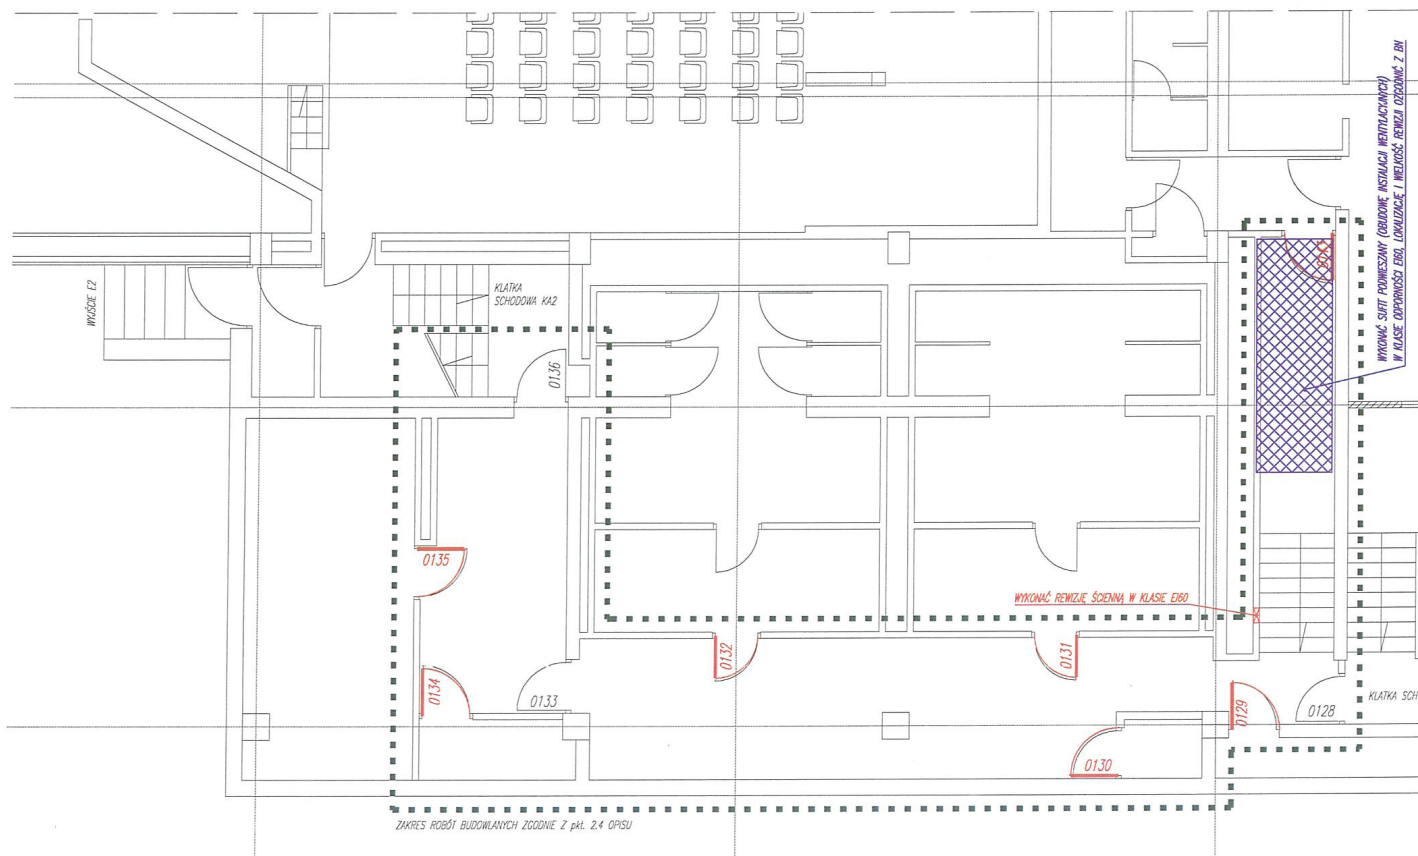 WYKONAĆ SUFIT PODWIESZANY (OBUDOWĘ INSTALACJI WENTYLACYJNYCH)
W KLASIE ODPORNOŚCI EI60, LOKALIZACJĘ I WIELKOŚĆ REWIZJI UZGODNIĆ Z BN
WYJŚCIE E2
KLATKA
SCHODOWA KA2
0136
0135
WYKONAĆ REWIZJĘ ŚCIENNĄ W KLASIE EI60
0132
0131
0134
0133
0129
0128
KLATKA SCH
0130
ZAKRES ROBÓT BUDOWLANYCH ZGODNIE Z pkt. 2.4 OPISU